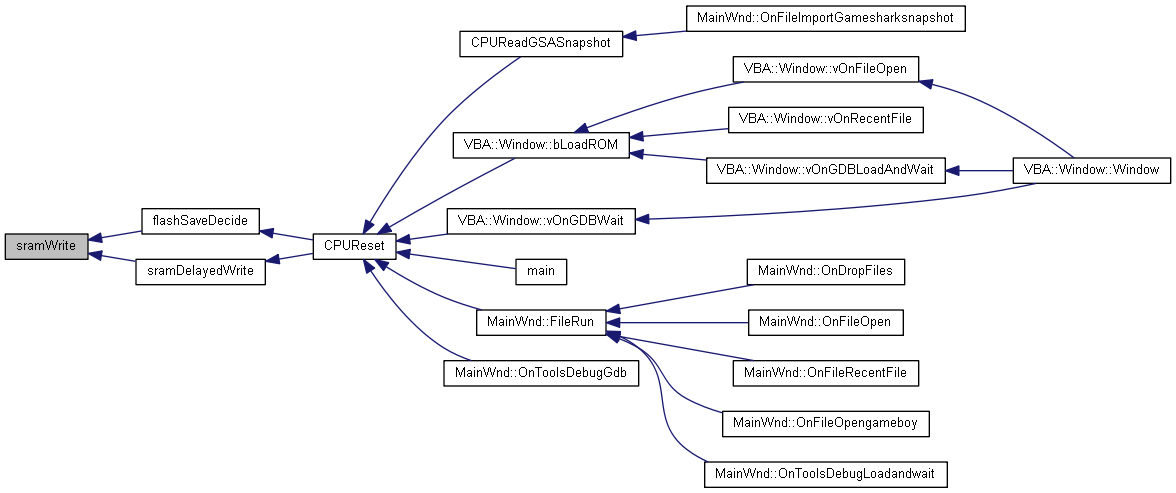 MainWnd::OnFileImportGamesharksnapshot
CPUReadGSASnapshot
VBA::Window::vOnFileOpen
VBA::Window::vOnRecentFile
VBA::Window::bLoadROM
VBA::Window::vOnGDBLoadAndWait
VBA::Window::Window
flashSaveDecide
VBA::Window::vOnGDBWait
sramWrite
CPUReset
sramDelayedWrite
main
MainWnd::OnDropFiles
MainWnd::FileRun
MainWnd::OnFileOpen
MainWnd::OnToolsDebugGdb
MainWnd::OnFileRecentFile
MainWnd::OnFileOpengameboy
MainWnd::OnToolsDebugLoadandwait